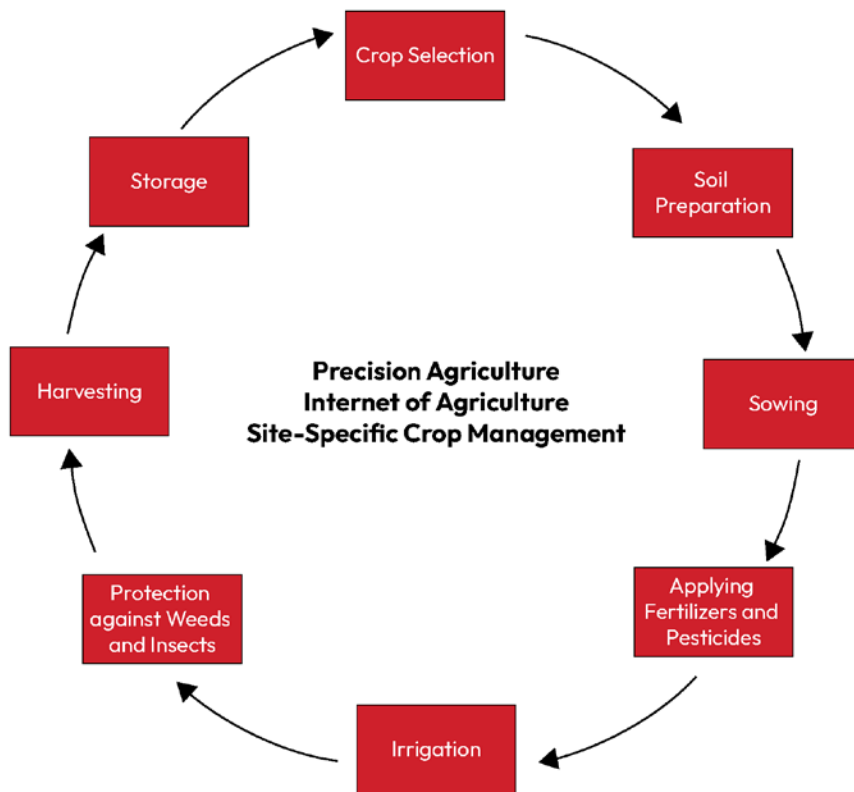 Crop Selection
Soil
Preparation
Sowing
Applying
Fertilizers and
Pesticides
Irrigation
Protection
against Weeds
and Insects
Harvesting
Storage
Precision Agriculture
Internet of Agriculture
Site-Specific Crop Management